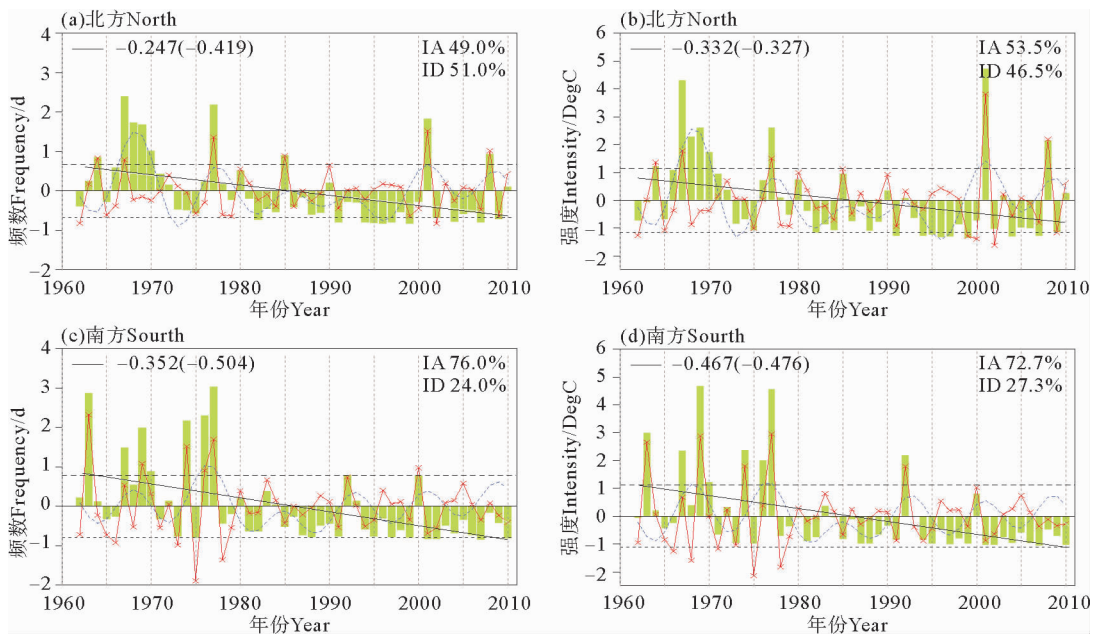 (a)北方North
−0.247(−0.419)
IA 49.0%
ID 51.0%
频数Frequency/d
4
3
2
1
0
−1
−2
1960 1970 1980 1990 2000 2010
年份Year
(b)北方North
−0.332(−0.327)
IA 53.5%
ID 46.5%
强度Intensity/DegC
6
5
4
3
2
1
0
−1
−2
1960 1970 1980 1990 2000 2010
年份Year
(c)南方Sourth
−0.352(−0.504)
IA 76.0%
ID 24.0%
频数Frequency/d
4
3
2
1
0
−1
−2
1960 1970 1980 1990 2000 2010
年份Year
(d)南方Sourth
−0.467(−0.476)
IA 72.7%
ID 27.3%
强度Intensity/DegC
6
5
4
3
2
1
0
−1
−2
1960 1970 1980 1990 2000 2010
年份Year